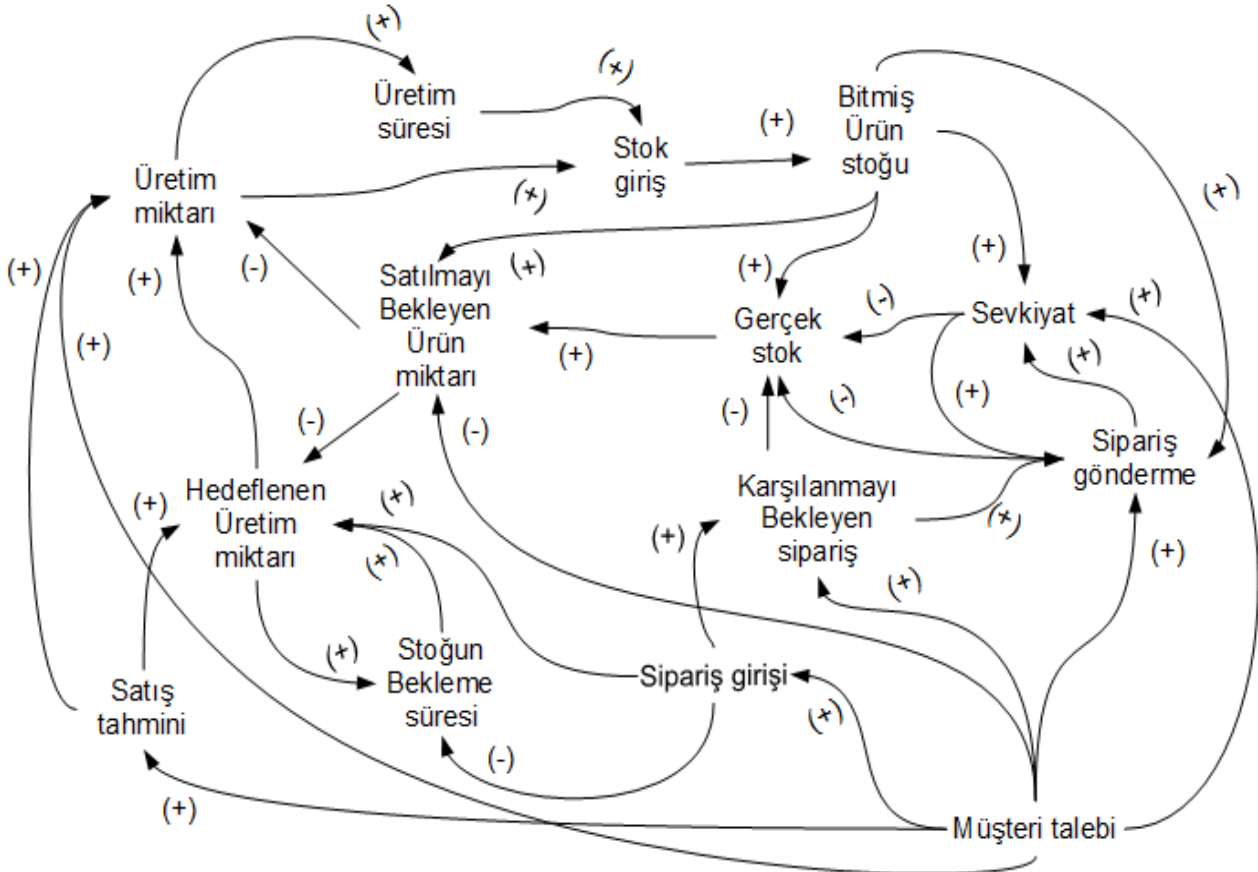 (+)
Üretim
süresi
(+)
Stok
giriş
(+)
Bitmiş
Ürün
stoğu
Üretim
miktarı
(+)
(+)
(+)
(+)
(-)
(+)
Satılmayı
Bekleyen
Ürün
miktarı
(+)
(+)
(+)
Gerçek
stok
(-)
Sevkiyat
(+)
(+)
(+)
(+)
(-)
(-)
(-)
(-)
(+)
Sipariş
gönderme
Hedeflenen
Üretim
miktarı
(+)
(+)
(+)
Karşılanmayı
Bekleyen
sipariş
(+)
(+)
(+)
(+)
(+)
Stoğun
Bekleme
süresi
Sipariş girişi
Satış
tahmini
(+)
(-)
(+)
Müşteri talebi